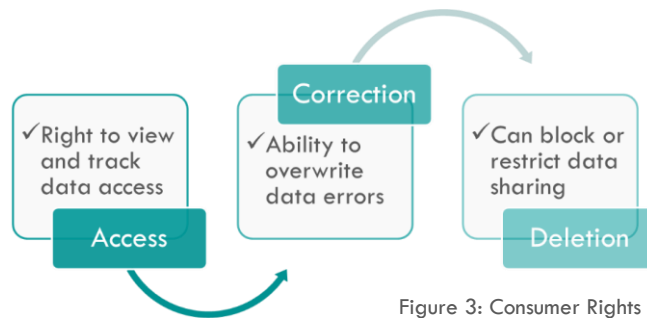 ✓Right to view
and track
data access
Access
Correction
✓Ability to
overwrite
data errors
✓Can block or
restrict data
sharing
Deletion
Figure 3: Consumer Rights